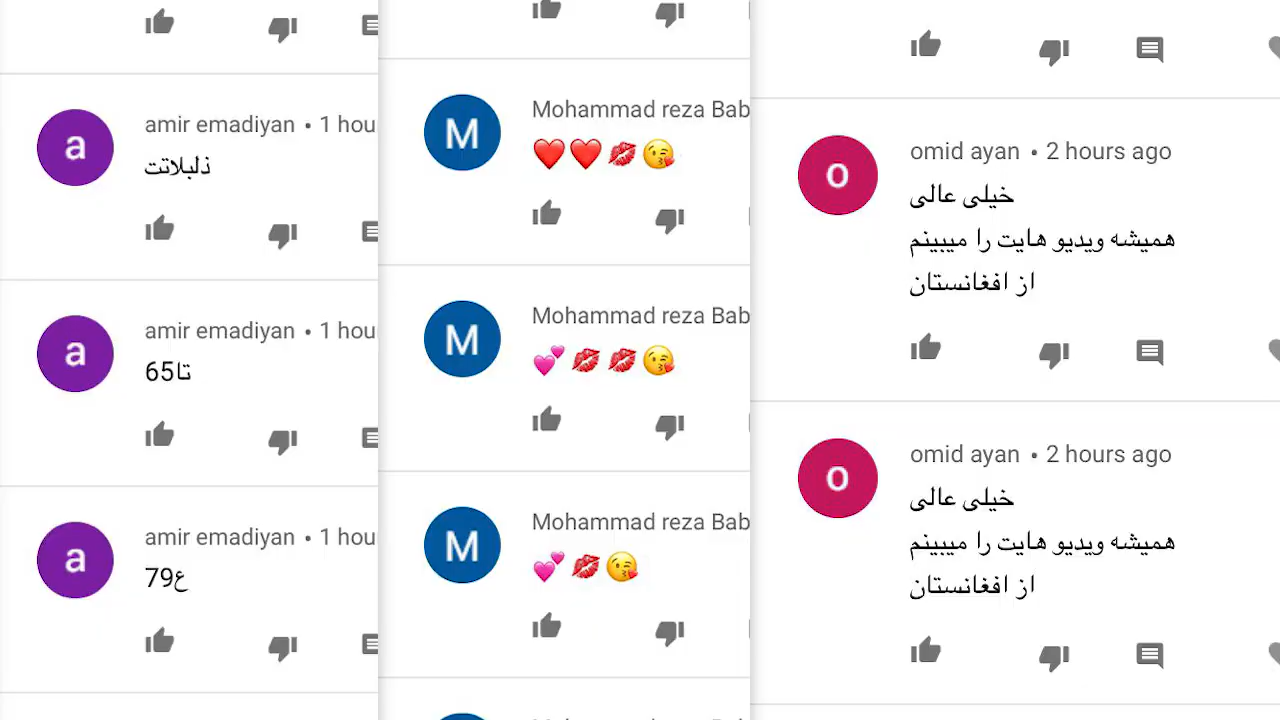 a
amir emadiyan • 1 hou
ذلبلاتت
a
amir emadiyan • 1 hou
تا65
a
amir emadiyan • 1 hou
ع79
M
Mohammad reza Bab
❤️❤️💋😘
M
Mohammad reza Bab
💕💋💋😘
M
Mohammad reza Bab
💕💋😘
o
omid ayan • 2 hours ago
خیلی عالی
همیشه ویدیو هایت را میبینم
از افغانستان
o
omid ayan • 2 hours ago
خیلی عالی
همیشه ویدیو هایت را میبینم
از افغانستان